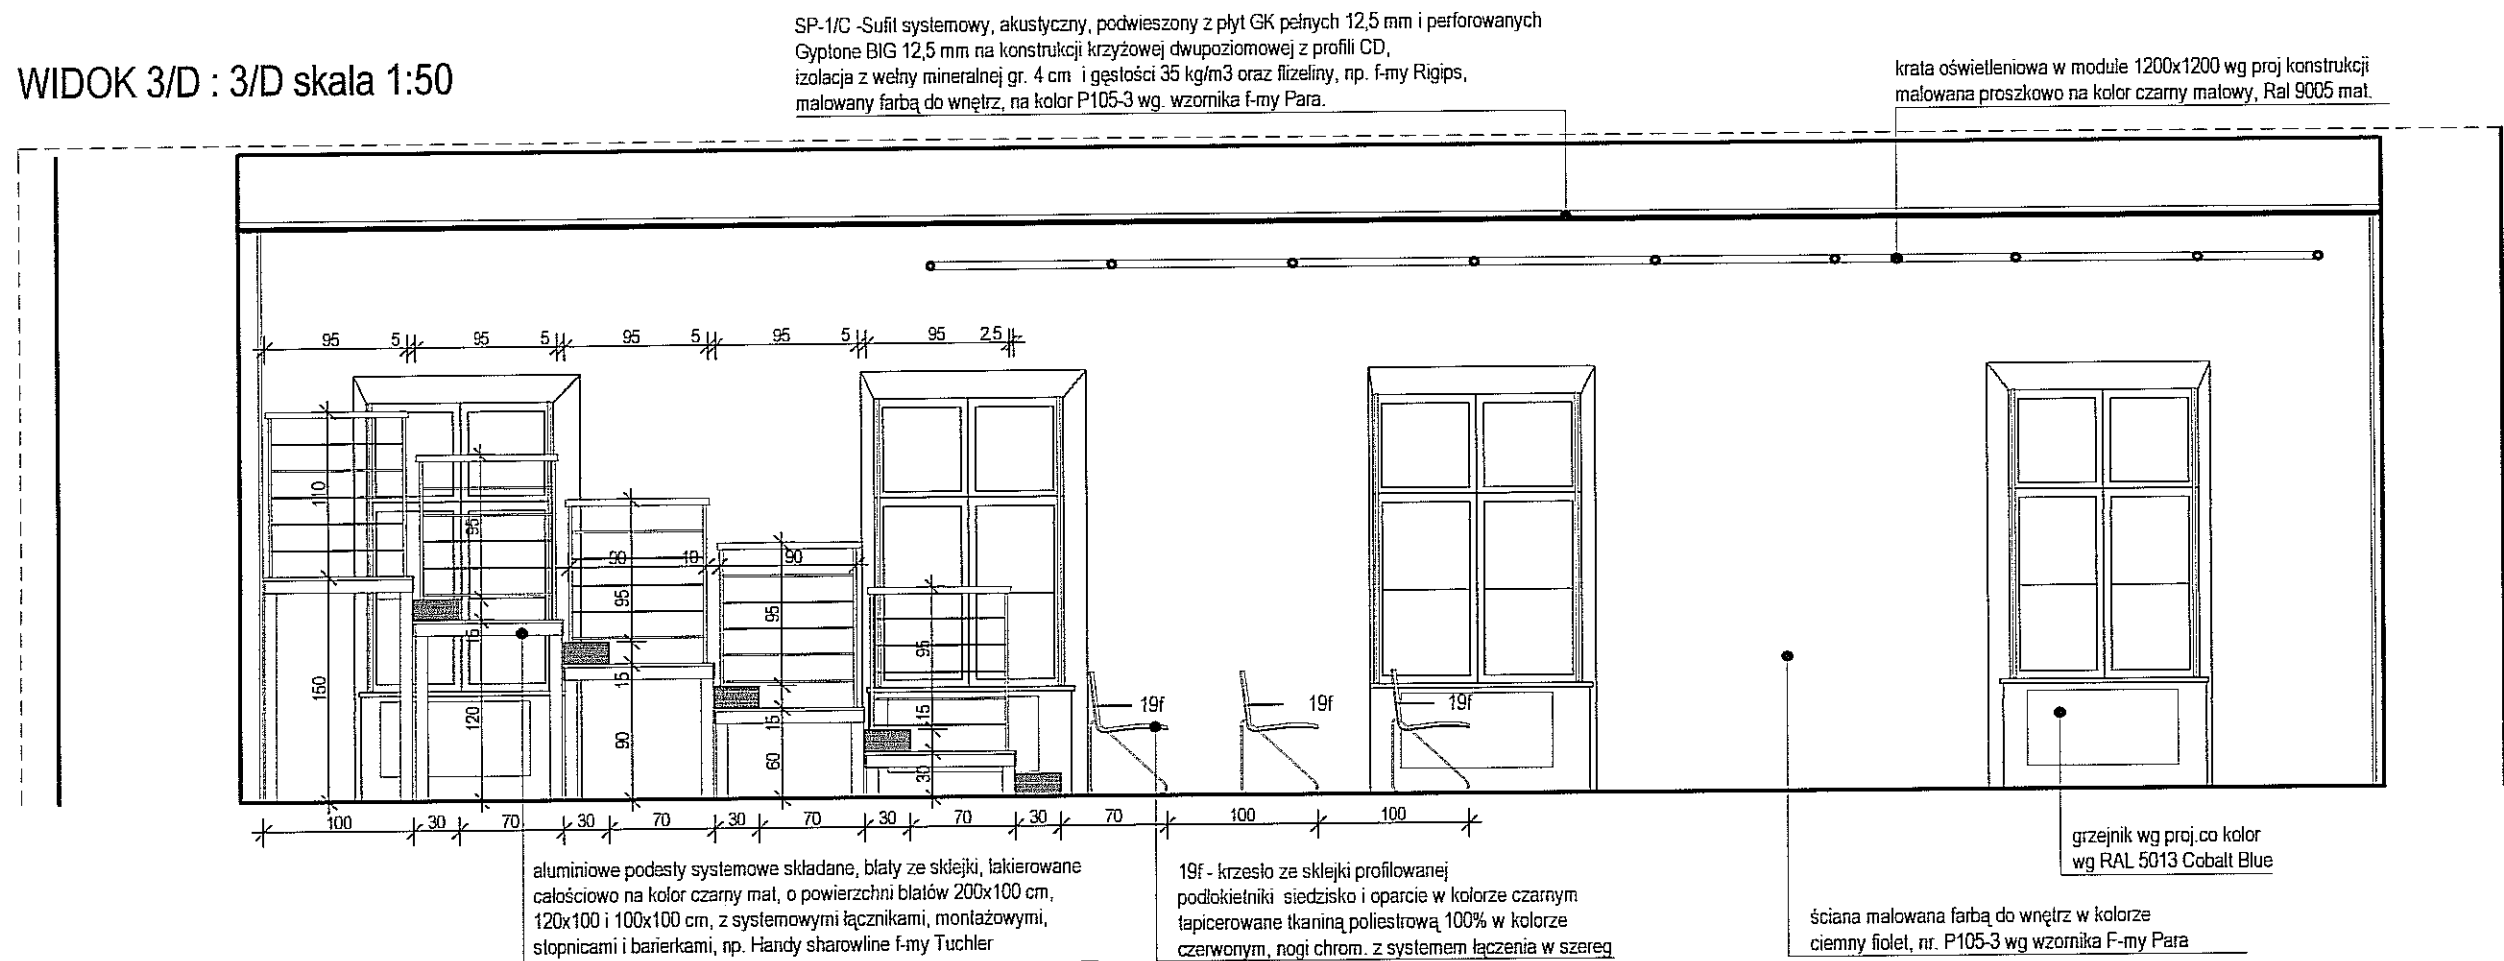 SP-1/C -Sufit systemowy, akustyczny, podwieszony z płyt GK pełnych 12,5 mm i perforowanych
Gyptone BIG 12,5 mm na konstrukcji krzyżowej dwupoziomowej z profili CD,
izolacja z wełny mineralnej gr. 4 cm i gęstości 35 kg/m3 oraz flizeliny, np. f-my Rigips,
malowany farbą do wnętrz, na kolor P105-3 wg. wzornika f-my Para.
WIDOK 3/D : 3/D skala 1:50
krata oświetleniowa w module 1200x1200 wg proj konstrukcji
malowana proszkowo na kolor czarny matowy, Ral 9005 mat.
95 5 95 5 95 5 95 5 95 2,5
110
95
90 10 90
95
95
95
15
15
15
15
150
120
90
60
30
19f 19f 19f
100 30 70 30 70 30 70 30 70 30 70 100 100
aluminiowe podesty systemowe składane, blaty ze sklejki, lakierowane
całościowo na kolor czarny mat, o powierzchni blatów 200x100 cm,
120x100 i 100x100 cm, z systemowymi łącznikami, montażowymi,
stopnicami i barierkami, np. Handy sharowline f-my Tuchler
19f - krzesło ze sklejki profilowanej
podłokietniki siedzisko i oparcie w kolorze czarnym
tapicerowane tkaniną poliestrową 100% w kolorze
czerwonym, nogi chrom. z systemem łączenia w szereg
grzejnik wg proj.co kolor
wg RAL 5013 Cobalt Blue
ściana malowana farbą do wnętrz w kolorze
ciemny fiolet, nr. P105-3 wg wzornika F-my Para